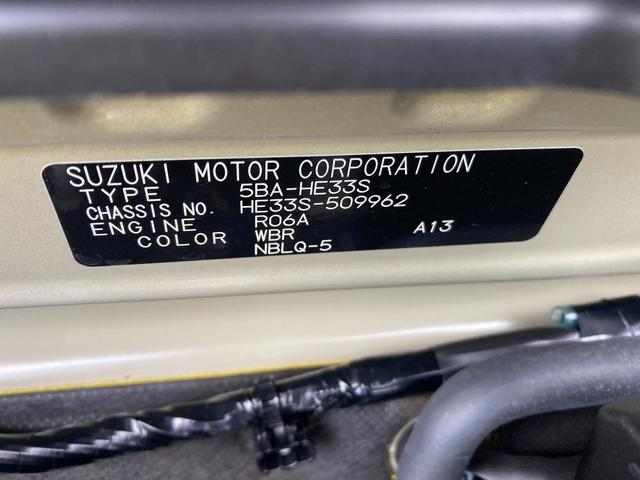 SUZUKI MOTOR CORPORATION
TYPE 5BA-HE33S
CHASSIS NO. HE33S-509962
ENGINE R06A
COLOR WBR A13
NBLQ-5